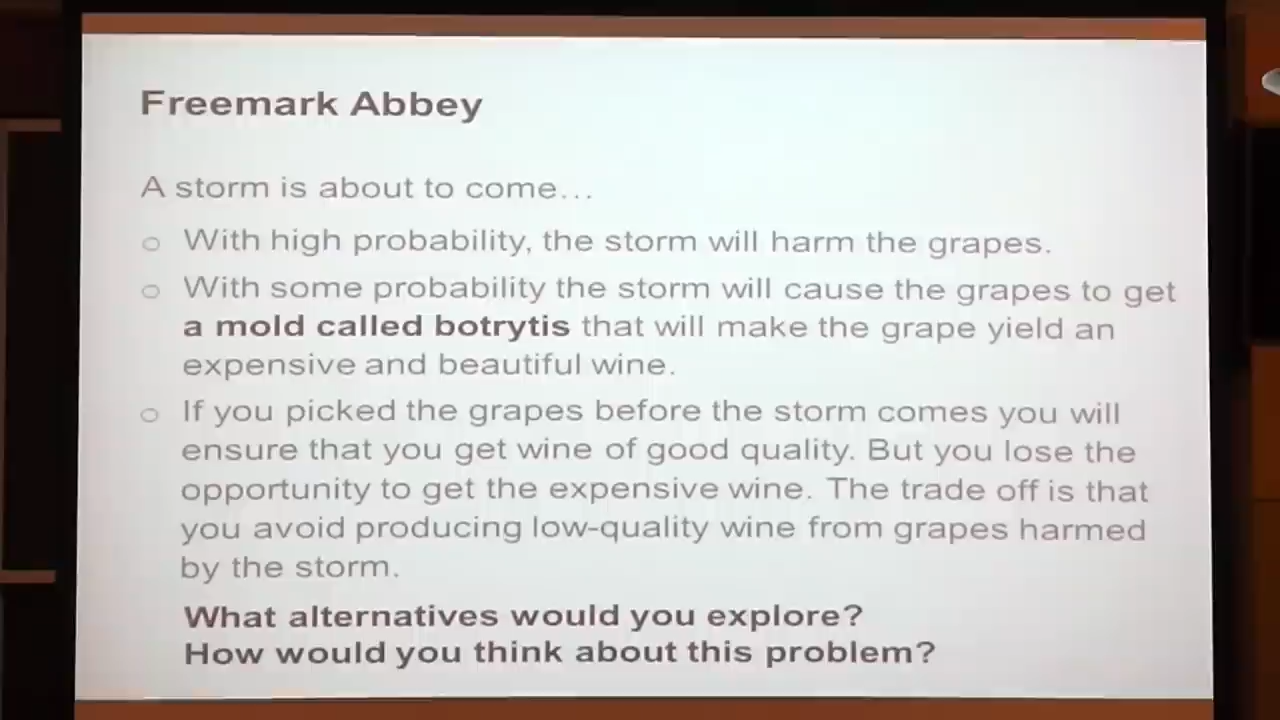 Freemark Abbey
A storm is about to come...
o With high probability, the storm will harm the grapes.
o With some probability the storm will cause the grapes to get
a mold called botrytis that will make the grape yield an
expensive and beautiful wine.
o If you picked the grapes before the storm comes you will
ensure that you get wine of good quality. But you lose the
opportunity to get the expensive wine. The trade off is that
you avoid producing low-quality wine from grapes harmed
by the storm.
What alternatives would you explore?
How would you think about this problem?